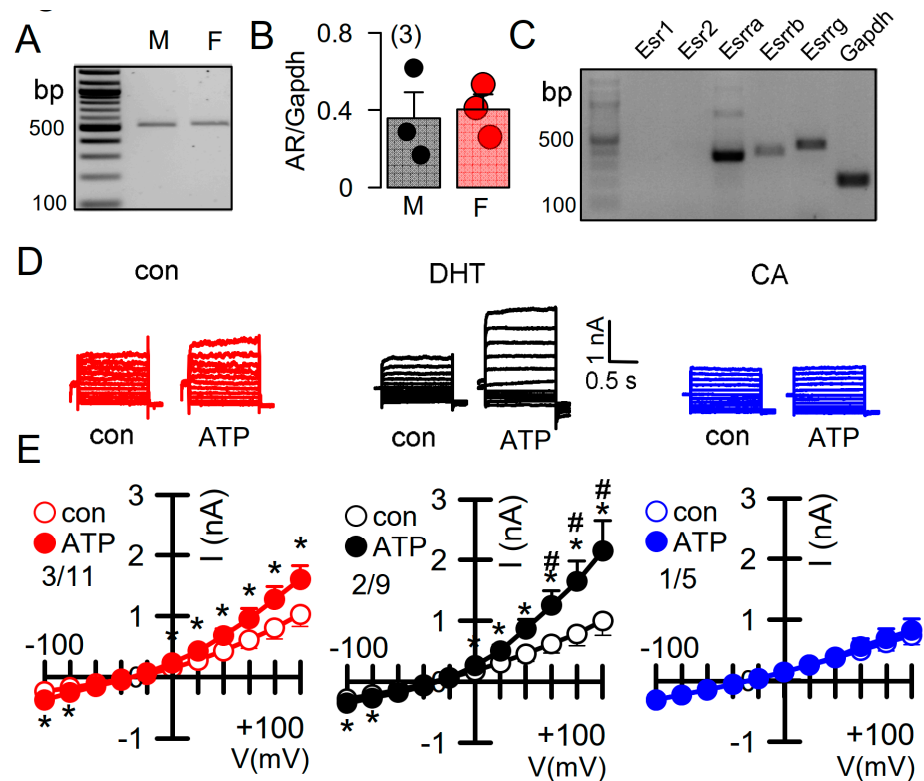 A
M F
bp
500
100
B
(3)
0.8
0.4
0
AR/Gapdh
M F
C
Esr1 Esr2 Esrra Esrrb Esrrg Gapdh
bp
500
100
D
con DHT CA
1 nA
0.5 s
con ATP con ATP con ATP
E
con
ATP
3/11
3
2
1
0
-1
I (nA)
-100
+100
V(mV)
* * * * * *
* *
con
ATP
2/9
3
2
1
0
-1
I (nA)
-100
+100
V(mV)
# # #
* * * * * *
* *
con
ATP
1/5
3
2
1
0
-1
I (nA)
-100
+100
V(mV)